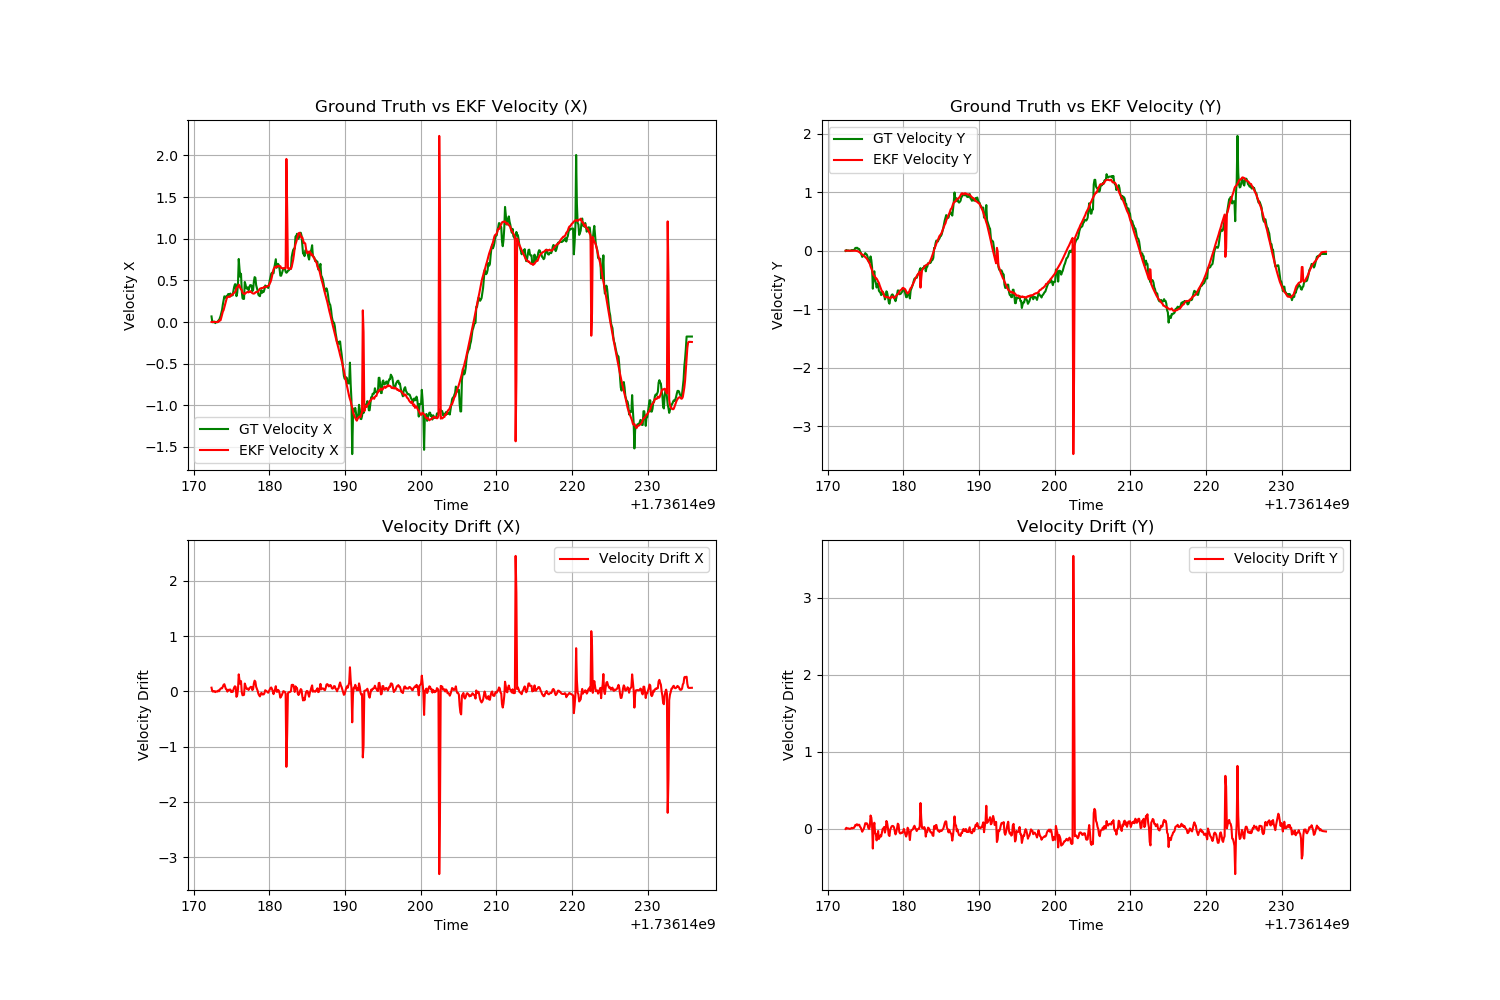 Ground Truth vs EKF Velocity (X)
Velocity X
2.0
1.5
1.0
0.5
0.0
−0.5
−1.0
−1.5
GT Velocity X
EKF Velocity X
170 180 190 200 210 220 230
Time
+1.73614e9
Ground Truth vs EKF Velocity (Y)
Velocity Y
2
1
0
−1
−2
−3
GT Velocity Y
EKF Velocity Y
170 180 190 200 210 220 230
Time
+1.73614e9
Velocity Drift (X)
Velocity Drift
2
1
0
−1
−2
−3
Velocity Drift X
170 180 190 200 210 220 230
Time
+1.73614e9
Velocity Drift (Y)
Velocity Drift
3
2
1
0
Velocity Drift Y
170 180 190 200 210 220 230
Time
+1.73614e9